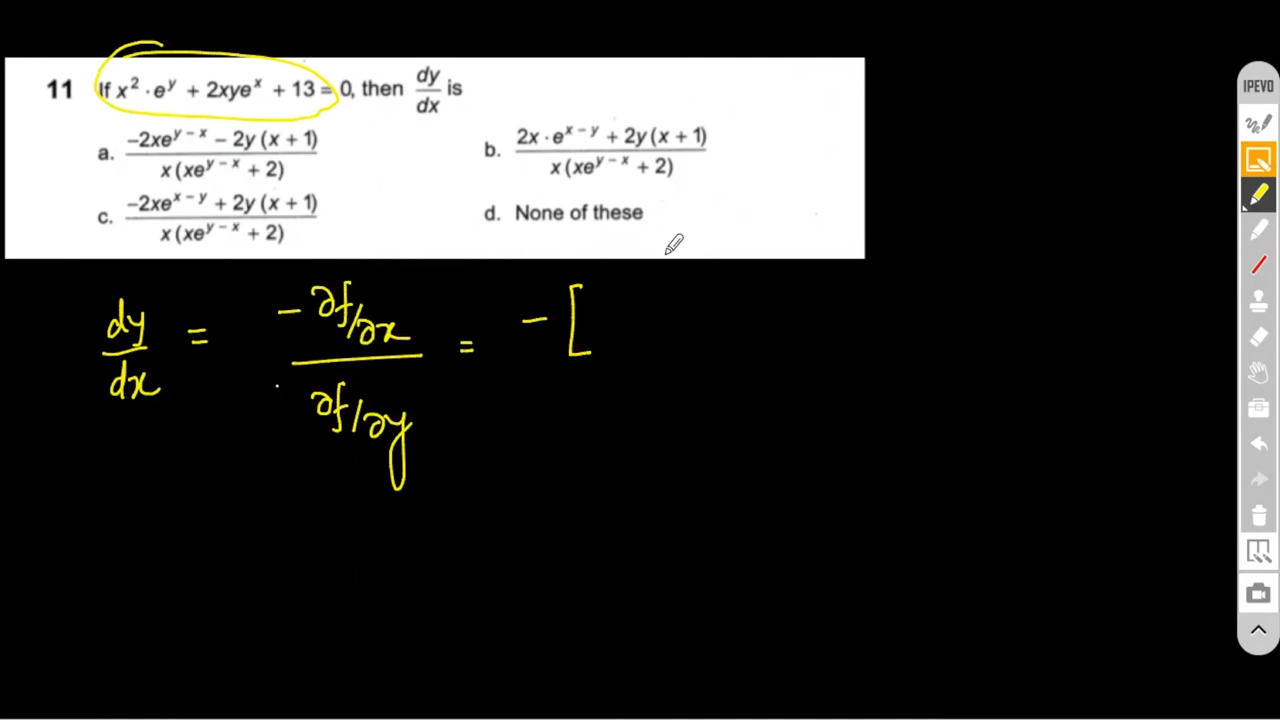 11 If x² · eʸ + 2xyeˣ + 13 = 0, then dy/dx is
a. −2xeʸ⁻ˣ − 2y (x + 1) / x (xeʸ⁻ˣ + 2)
b. 2x · eˣ⁻ʸ + 2y (x + 1) / x (xeʸ⁻ˣ + 2)
c. −2xeˣ⁻ʸ + 2y (x + 1) / x (xeʸ⁻ˣ + 2)
d. None of these
dy/dx = − ∂f/∂x / ∂f/∂y = − [
IPEVO